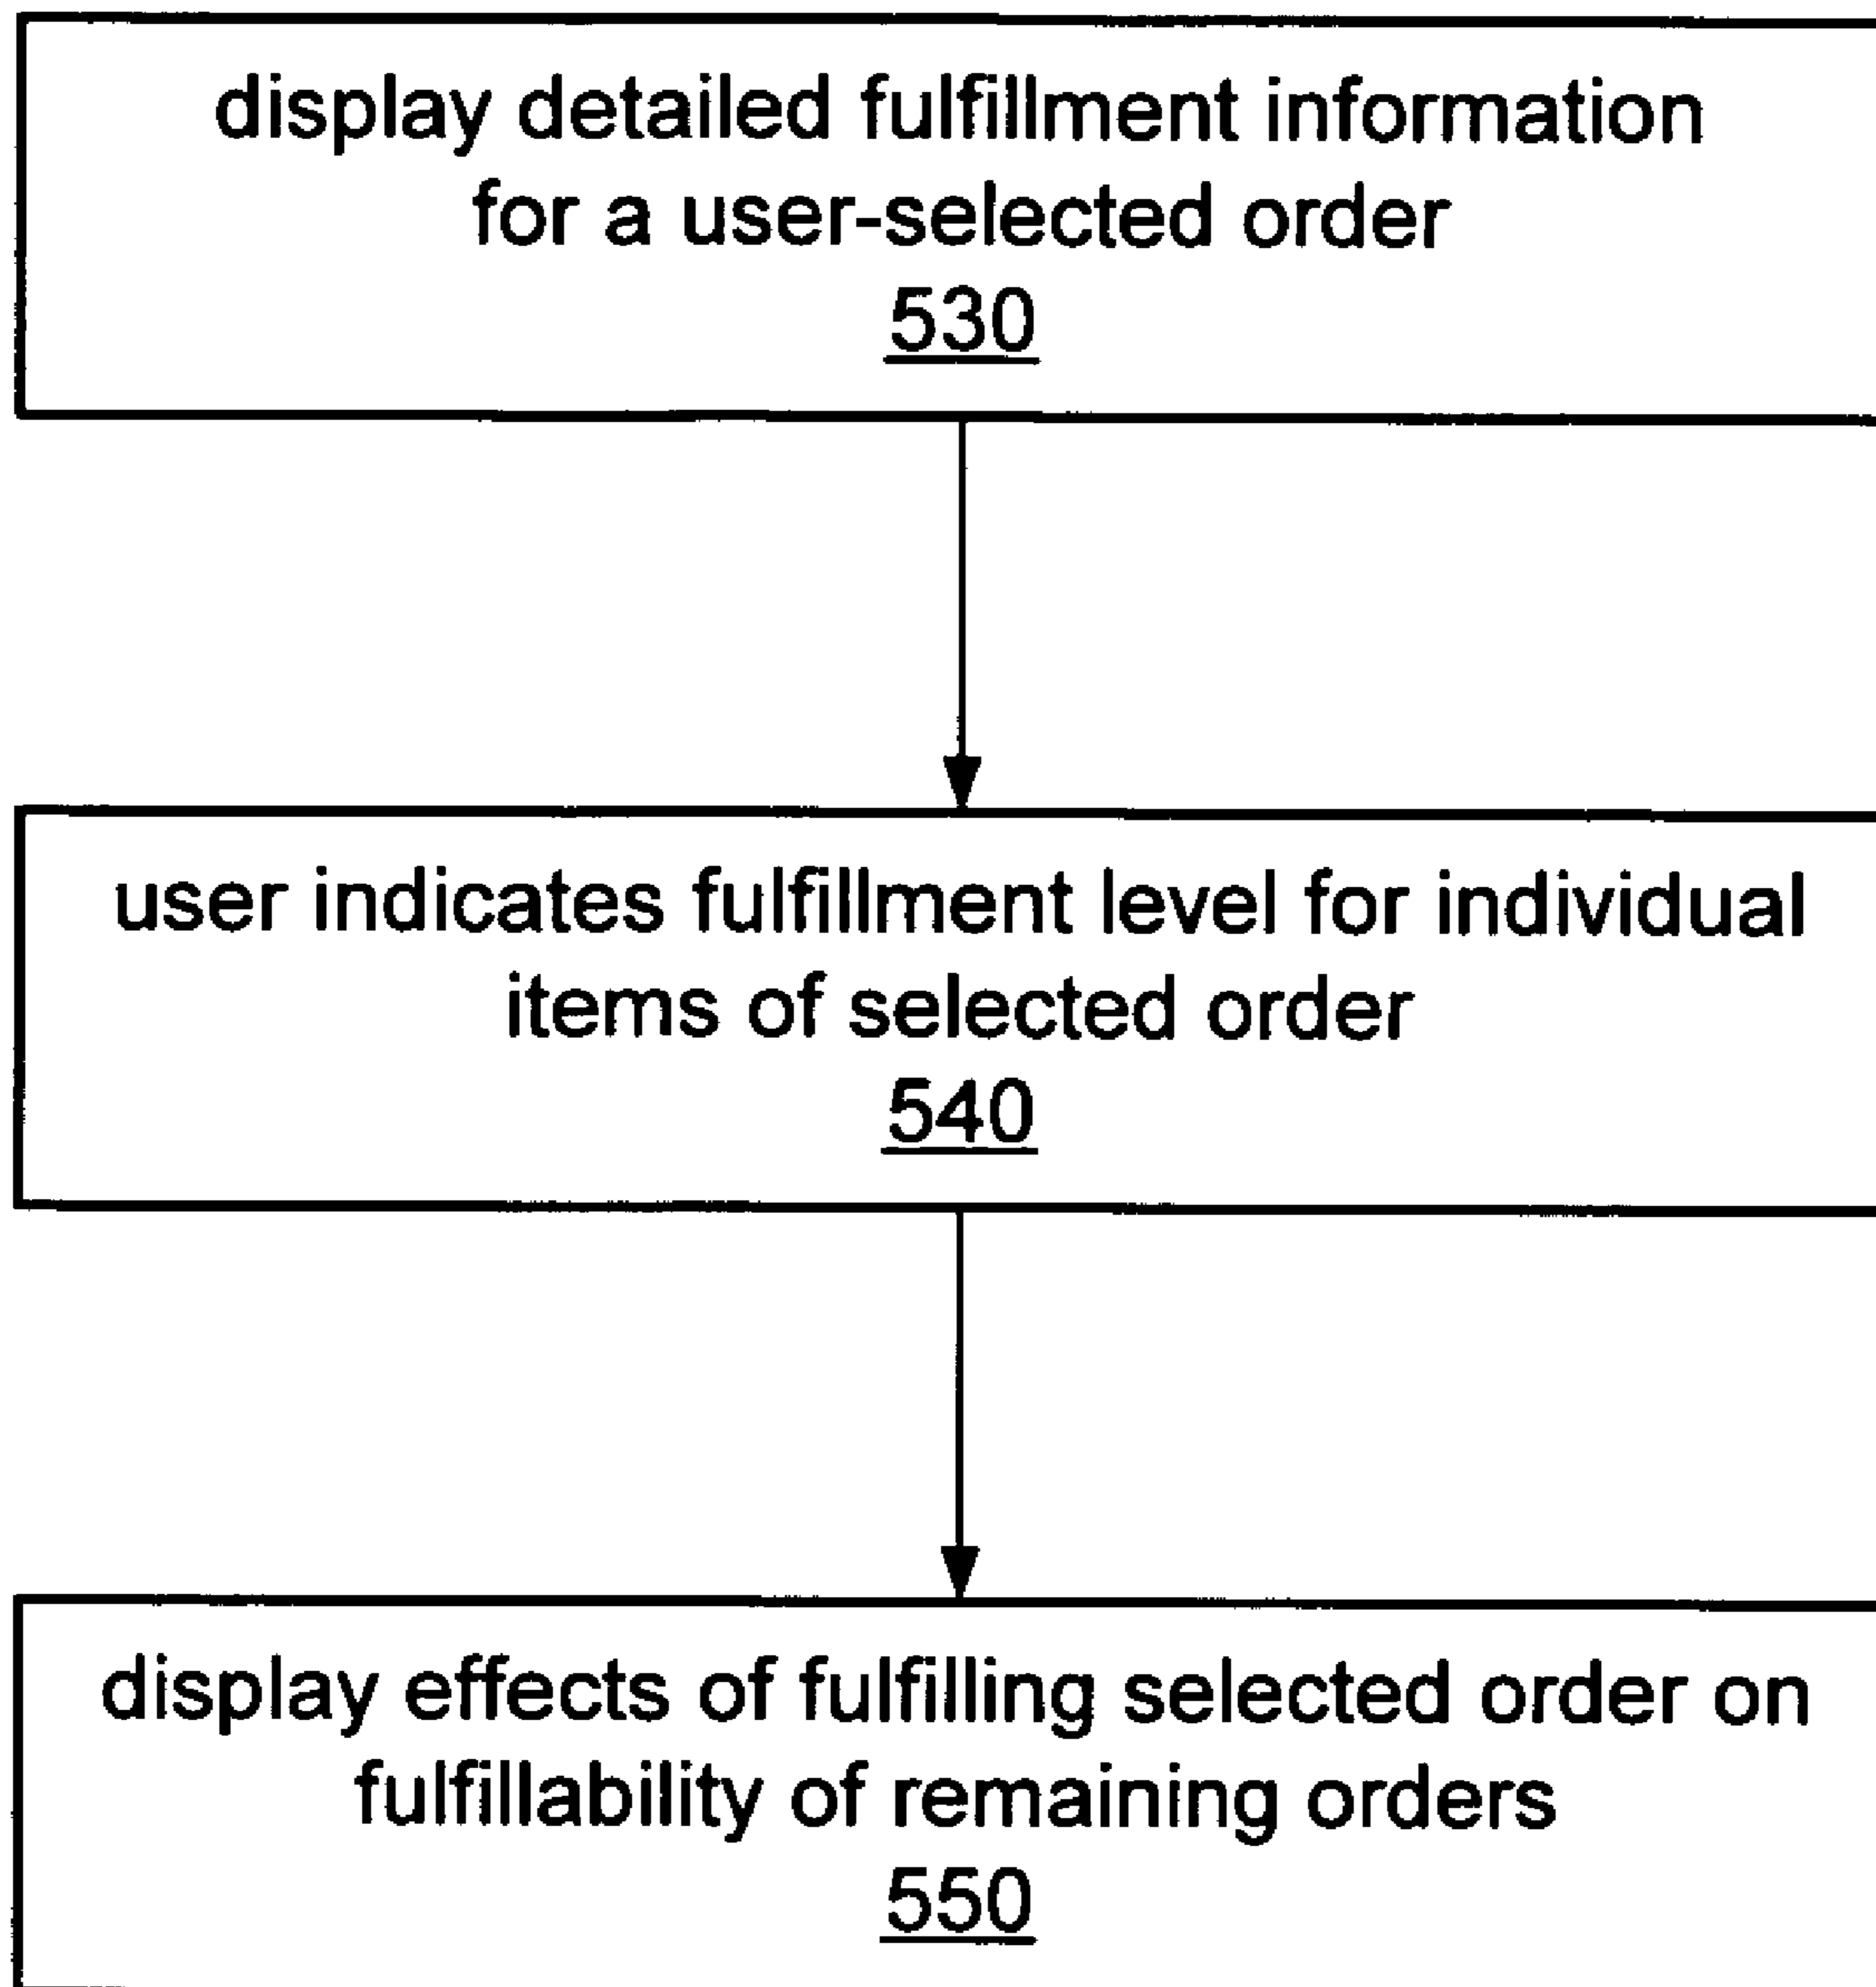 display detailed fulfillment information
for a user-selected order
530
user indicates fulfillment level for individual
items of selected order
540
display effects of fulfilling selected order on
fulfillability of remaining orders
550